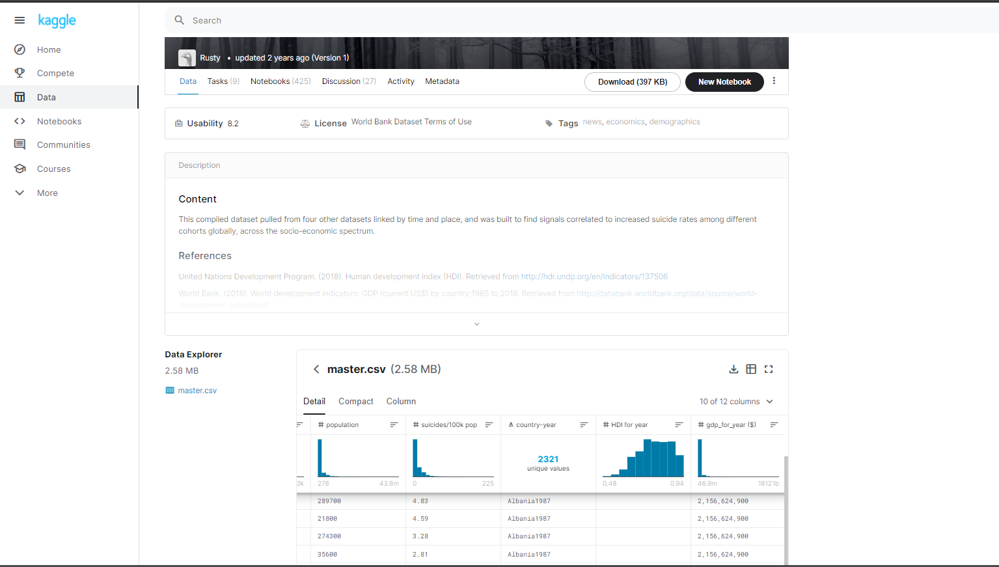 kaggle
Search
Home
Compete
Data
Notebooks
Communities
Courses
More
Rusty • updated 2 years ago (Version 1)
Data Tasks (9) Notebooks (425) Discussion (27) Activity Metadata Download (397 KB) New Notebook
Usability 8.2 License World Bank Dataset Terms of Use Tags news, economics, demographics
Description
Content
This compiled dataset pulled from four other datasets linked by time and place, and was built to find signals correlated to increased suicide rates among different
cohorts globally, across the socio-economic spectrum.
References
United Nations Development Program. (2018). Human development index (HDI). Retrieved from http://hdr.undp.org/en/indicators/137506
World Bank. (2018). World development indicators: GDP (current US$) by country:1985 to 2016. Retrieved from http://databank.worldbank.org/data/source/world-
development-indicators#
Data Explorer
2.58 MB
master.csv
master.csv (2.58 MB)
Detail Compact Column 10 of 12 columns
# population # suicides/100k pop A country-year # HDI for year # gdp_for_year ($)
2321
unique values
3k 278 43.8m 0 225 0.48 0.94 46.9m 18121b
289700 4.83 Albania1987 2,156,624,900
21800 4.59 Albania1987 2,156,624,900
274300 3.28 Albania1987 2,156,624,900
35600 2.81 Albania1987 2,156,624,900